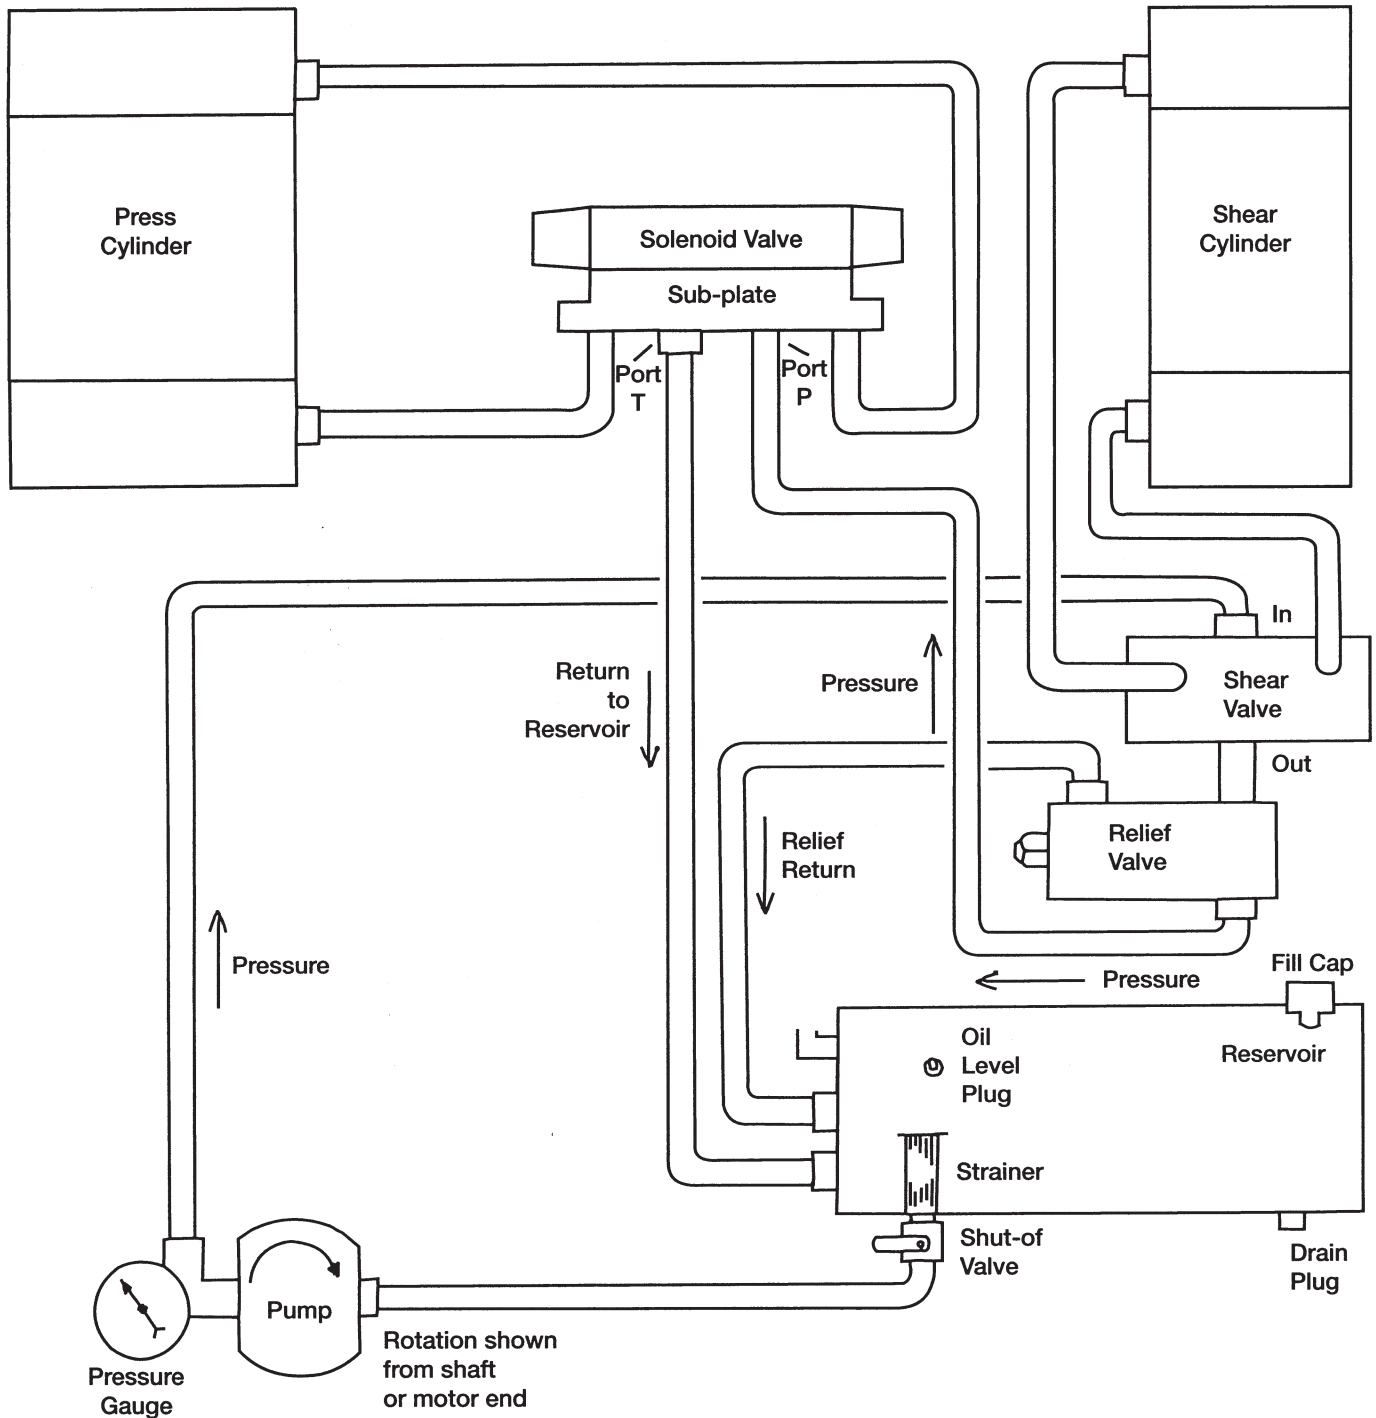 Press
Cylinder
Solenoid Valve
Sub-plate
Shear
Cylinder
Port
T
Port
P
In
Return
to
Reservoir
Pressure
Shear
Valve
Out
Relief
Return
Relief
Valve
Pressure
Pressure
Fill Cap
Oil
Level
Plug
Reservoir
Strainer
Shut-of
Valve
Drain
Plug
Pump
Rotation shown
from shaft
or motor end
Pressure
Gauge